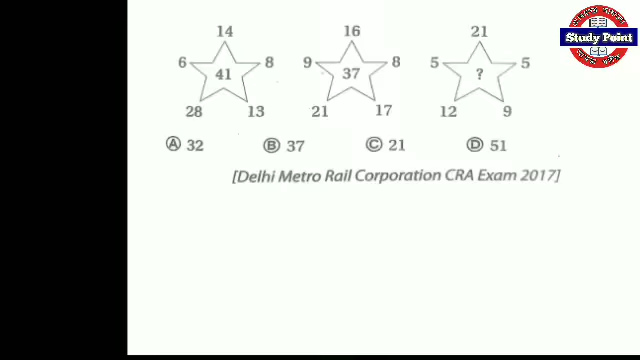 14 16 21
6 8 9 8 5 5
41 37 ?
28 13 21 17 12 9
A 32 B 37 C 21 D 51
[Delhi Metro Rail Corporation CRA Exam 2017]
Study Point